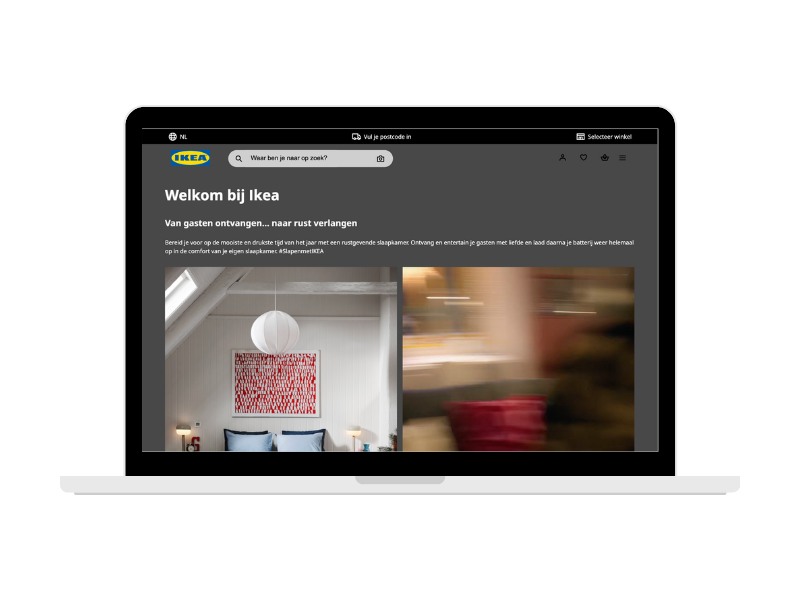 NL
Vul je postcode in
Selecteer winkel
IKEA
Waar ben je naar op zoek?
Welkom bij Ikea
Van gasten ontvangen... naar rust verlangen
Bereid je voor op de mooiste en drukste tijd van het jaar met een rustgevende slaapkamer. Ontvang en entertain je gasten met liefde en laad daarna je batterij weer helemaal
op in de comfort van je eigen slaapkamer. #SlapenmetIKEA